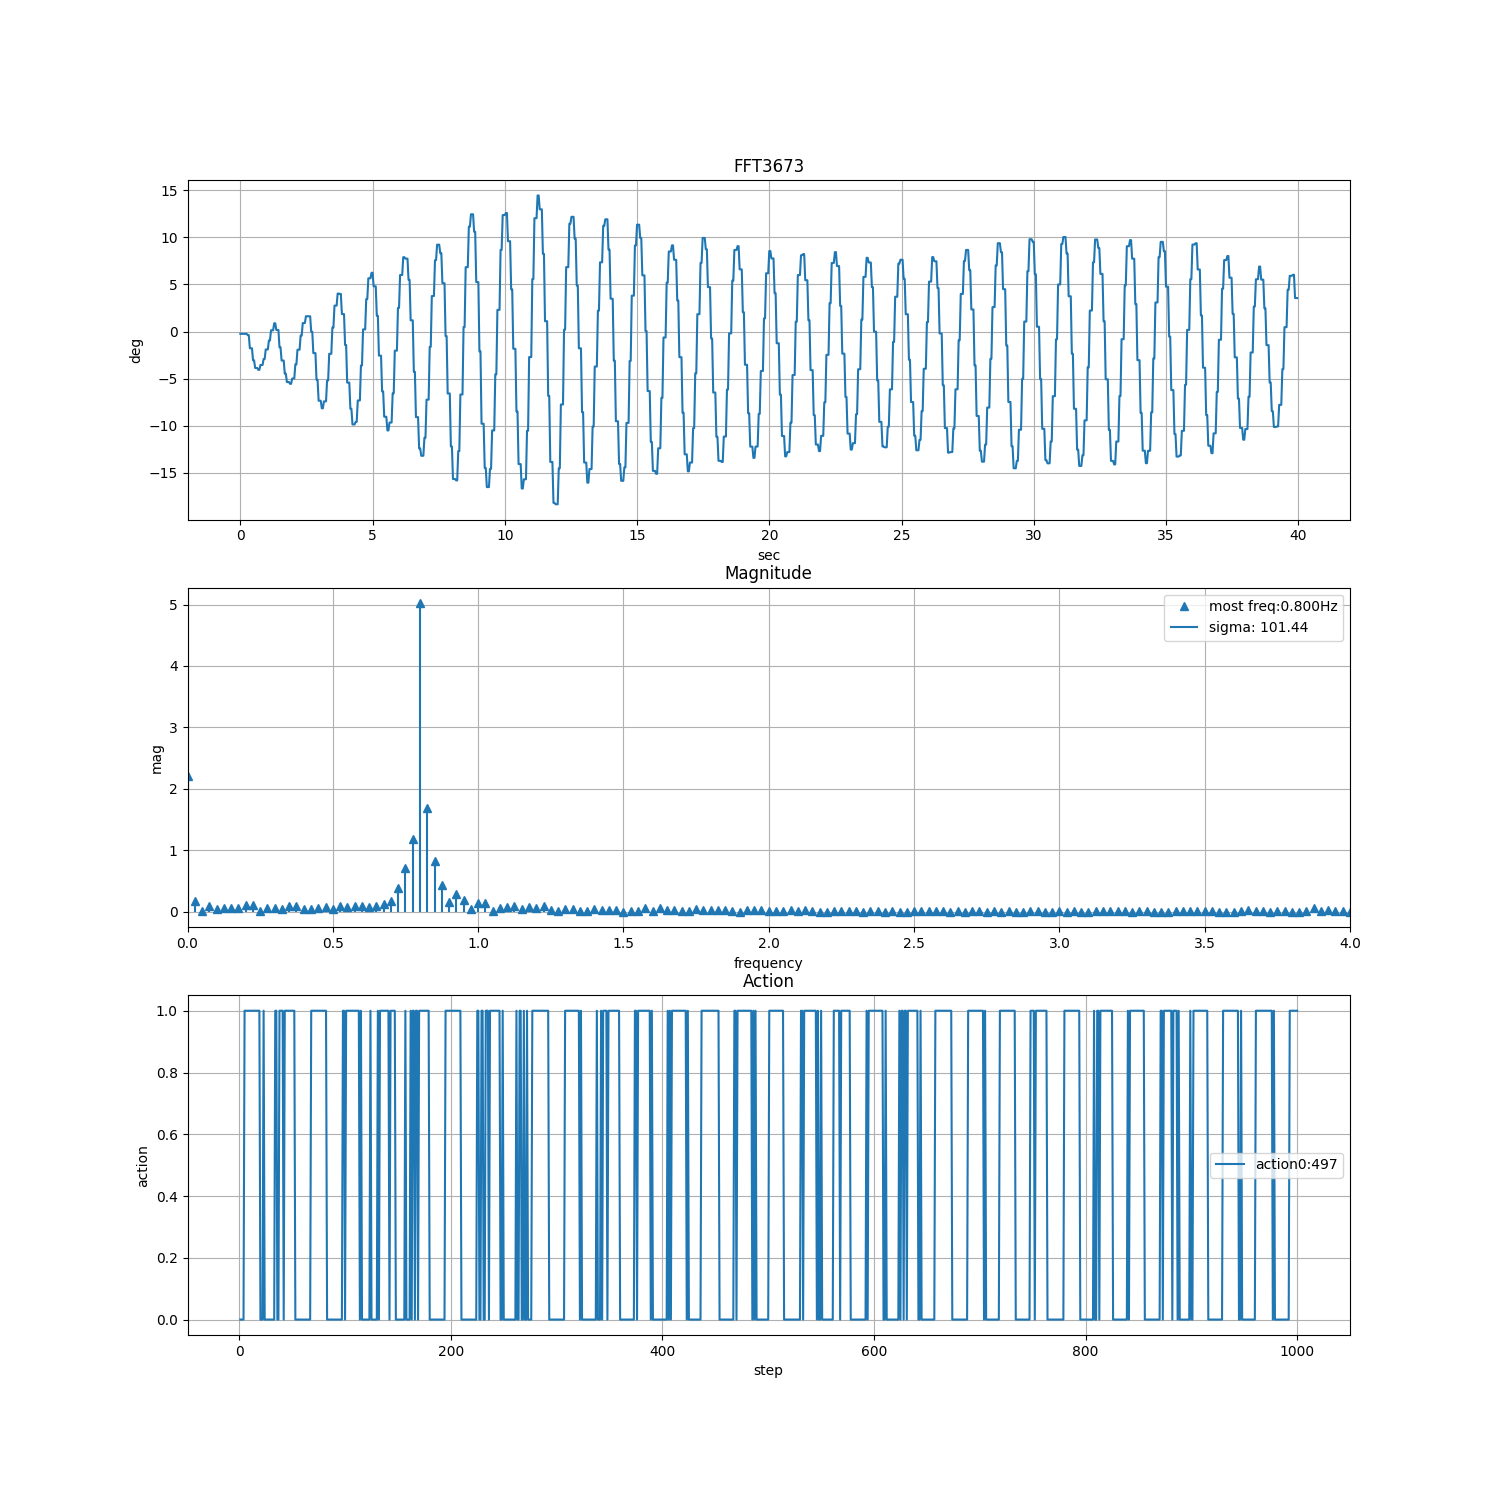 FFT3673
15
10
5
0
−5
−10
−15
deg
0 5 10 15 20 25 30 35 40
sec
Magnitude
5
4
3
2
1
0
mag
most freq:0.800Hz
sigma: 101.44
0.0 0.5 1.0 1.5 2.0 2.5 3.0 3.5 4.0
frequency
Action
1.0
0.8
0.6
0.4
0.2
0.0
action
action0:497
0 200 400 600 800 1000
step